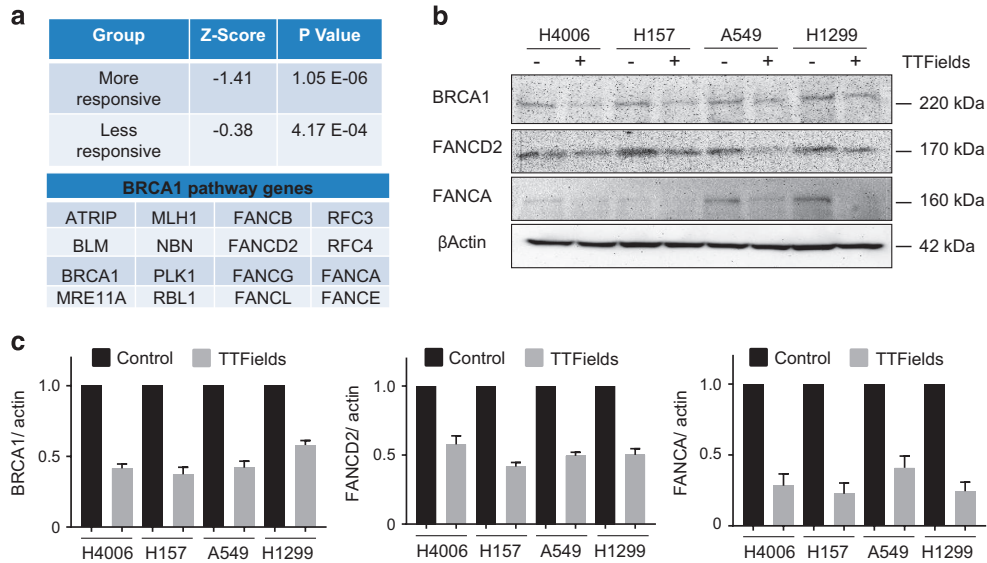 a
Group Z-Score P Value
More responsive -1.41 1.05 E-06
Less responsive -0.38 4.17 E-04
BRCA1 pathway genes
ATRIP MLH1 FANCB RFC3
BLM NBN FANCD2 RFC4
BRCA1 PLK1 FANCG FANCA
MRE11A RBL1 FANCL FANCE
b
H4006 H157 A549 H1299
- + - + - + - + TTFields
BRCA1 220 kDa
FANCD2 170 kDa
FANCA 160 kDa
βActin 42 kDa
c
Control TTFields
BRCA1/ actin
1.0
0.5
0
H4006 H157 A549 H1299
Control TTFields
FANCD2/ actin
1.0
0.5
0
H4006 H157 A549 H1299
Control TTFields
FANCA/ actin
1.0
0.5
0
H4006 H157 A549 H1299